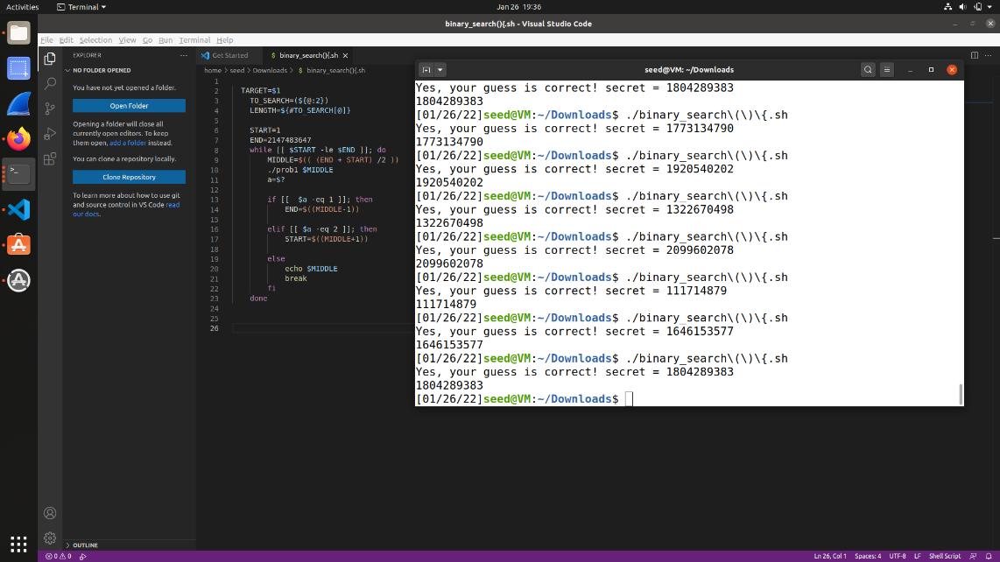 Activities
Terminal
Jan 26 19:36
binary_search(){.sh - Visual Studio Code
File Edit Selection View Go Run Terminal Help
EXPLORER
Get Started
$ binary_search(){.sh
NO FOLDER OPENED
home > seed > Downloads > $ binary_search(){.sh
You have not yet opened a folder.
Open Folder
Opening a folder will close all
currently open editors. To keep
them open, add a folder instead.
You can clone a repository locally.
Clone Repository
To learn more about how to use git
and source control in VS Code read
our docs.
OUTLINE
1
2 TARGET=$1
3 TO_SEARCH=(${@:2})
4 LENGTH=${#TO_SEARCH[@]}
5
6 START=1
7 END=2147483647
8 while [[ $START -le $END ]]; do
9 MIDDLE=$(( (END + START) /2 ))
10 ./prob1 $MIDDLE
11 a=$?
12
13 if [[ $a -eq 1 ]]; then
14 END=$((MIDDLE-1))
15
16 elif [[ $a -eq 2 ]]; then
17 START=$((MIDDLE+1))
18
19 else
20 echo $MIDDLE
21 break
22 fi
23 done
24
25
26
seed@VM: ~/Downloads
Yes, your guess is correct! secret = 1804289383
1804289383
[01/26/22]seed@VM:~/Downloads$ ./binary_search\(\)\{.sh
Yes, your guess is correct! secret = 1773134790
1773134790
[01/26/22]seed@VM:~/Downloads$ ./binary_search\(\)\{.sh
Yes, your guess is correct! secret = 1920540202
1920540202
[01/26/22]seed@VM:~/Downloads$ ./binary_search\(\)\{.sh
Yes, your guess is correct! secret = 1322670498
1322670498
[01/26/22]seed@VM:~/Downloads$ ./binary_search\(\)\{.sh
Yes, your guess is correct! secret = 2099602078
2099602078
[01/26/22]seed@VM:~/Downloads$ ./binary_search\(\)\{.sh
Yes, your guess is correct! secret = 111714879
111714879
[01/26/22]seed@VM:~/Downloads$ ./binary_search\(\)\{.sh
Yes, your guess is correct! secret = 1646153577
1646153577
[01/26/22]seed@VM:~/Downloads$ ./binary_search\(\)\{.sh
Yes, your guess is correct! secret = 1804289383
1804289383
[01/26/22]seed@VM:~/Downloads$
0 0
Ln 26, Col 1 Spaces: 4 UTF-8 LF Shell Script